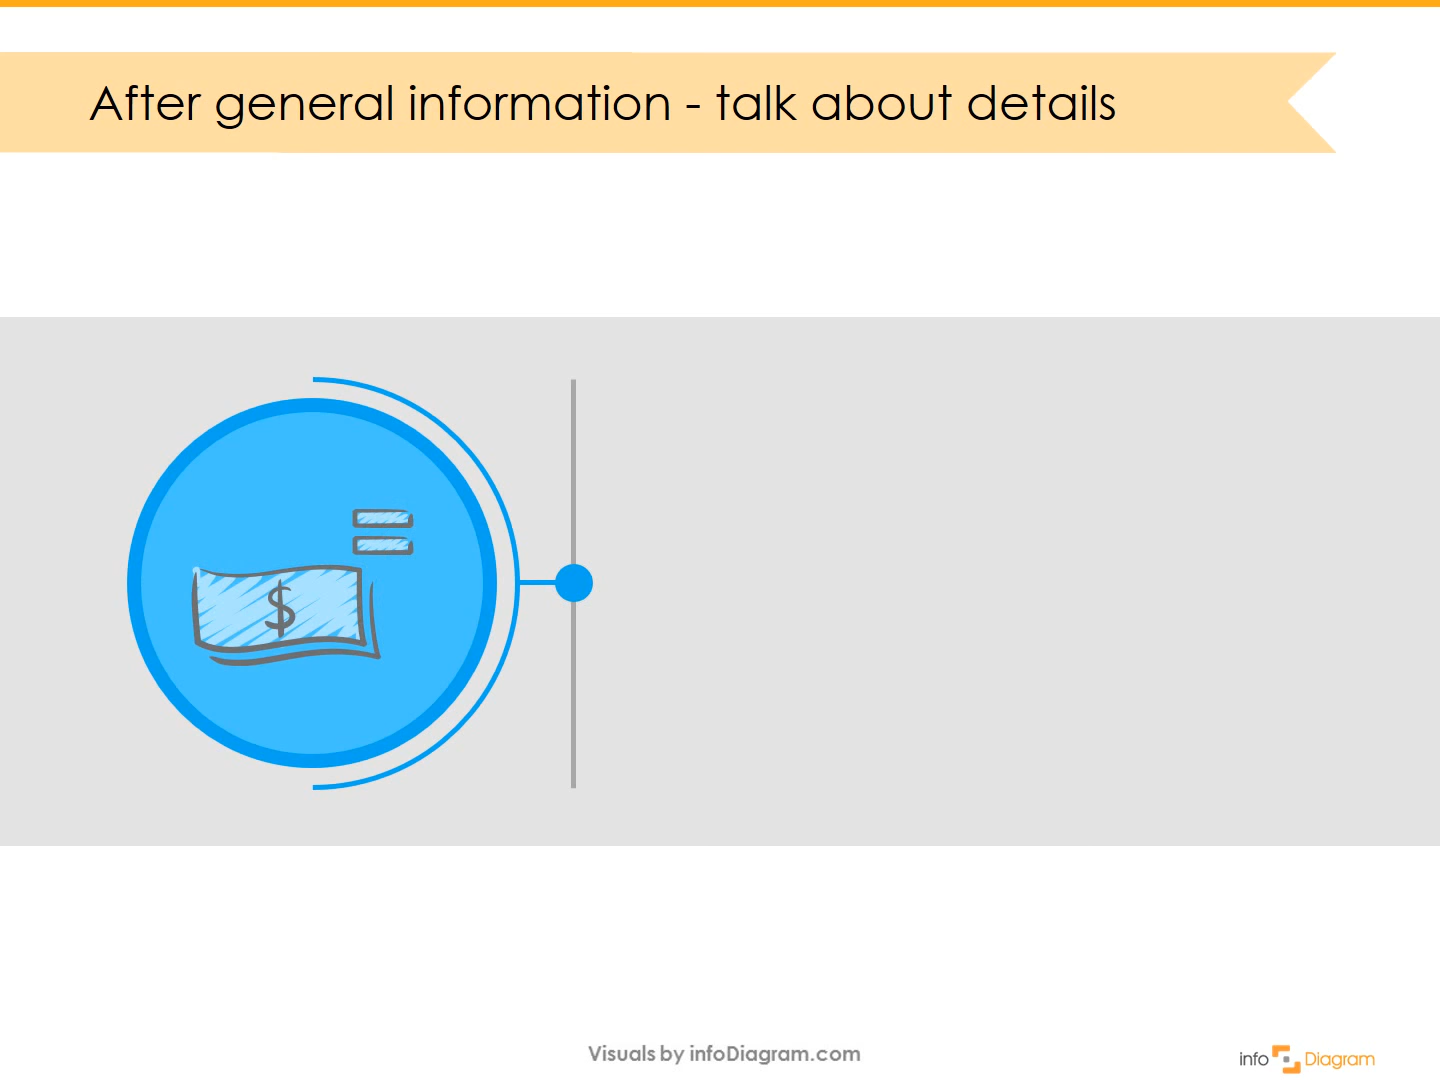 After general information - talk about details
$
Visuals by infoDiagram.com
info Diagram